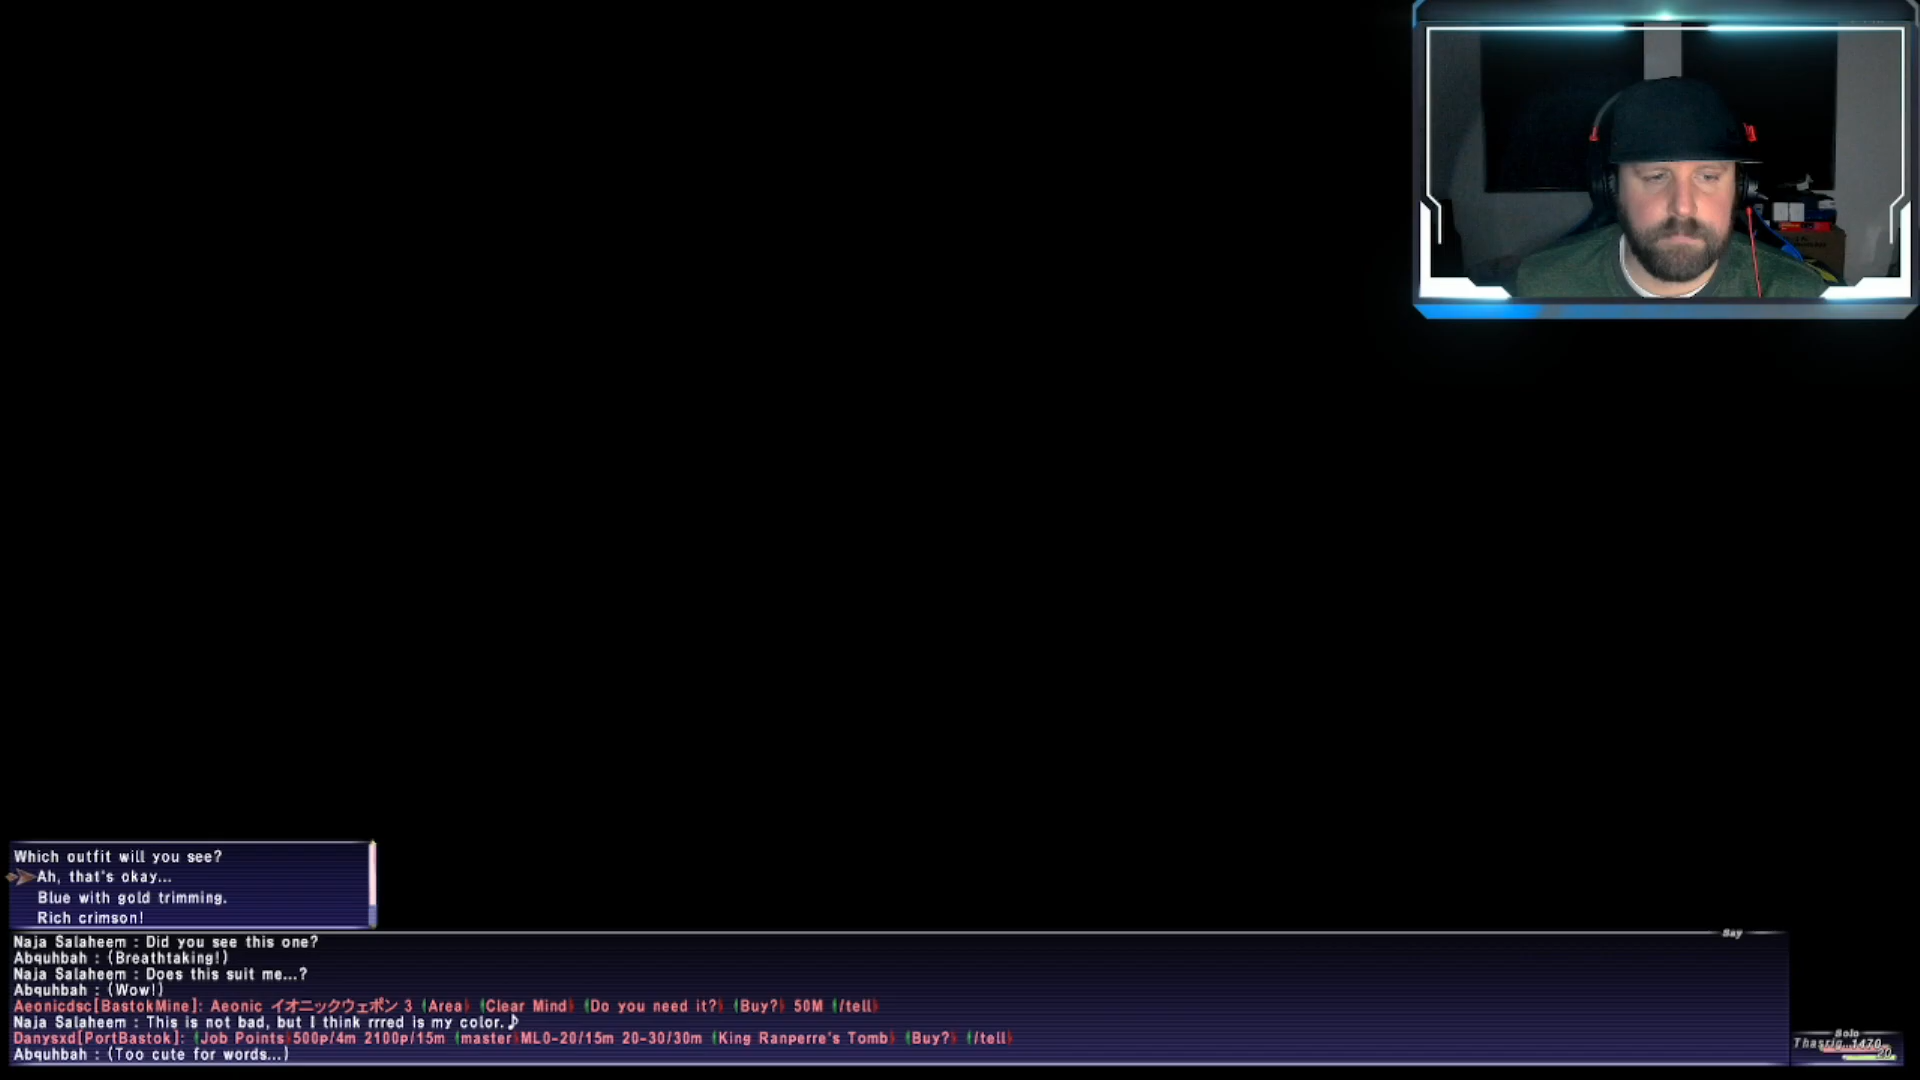 Which outfit will you see?
Ah, that's okay...
Blue with gold trimming.
Rich crimson!
Say
Naja Salaheem : Did you see this one?
Abquhbah : (Breathtaking!)
Naja Salaheem : Does this suit me...?
Abquhbah : (Wow!)
Aeonicdsc[BastokMine]: Aeonic イオニックウェポン 3 {Area} {Clear Mind} {Do you need it?} {Buy?} 50M {/tell}
Naja Salaheem : This is not bad, but I think rrred is my color.♪
Danysxd[PortBastok]: {Job Points}500p/4m 2100p/15m {master}ML0-20/15m 20-30/30m {King Ranperre's Tomb} {Buy?} {/tell}
Abquhbah : (Too cute for words...)
Solo
Thasrig 1470
20